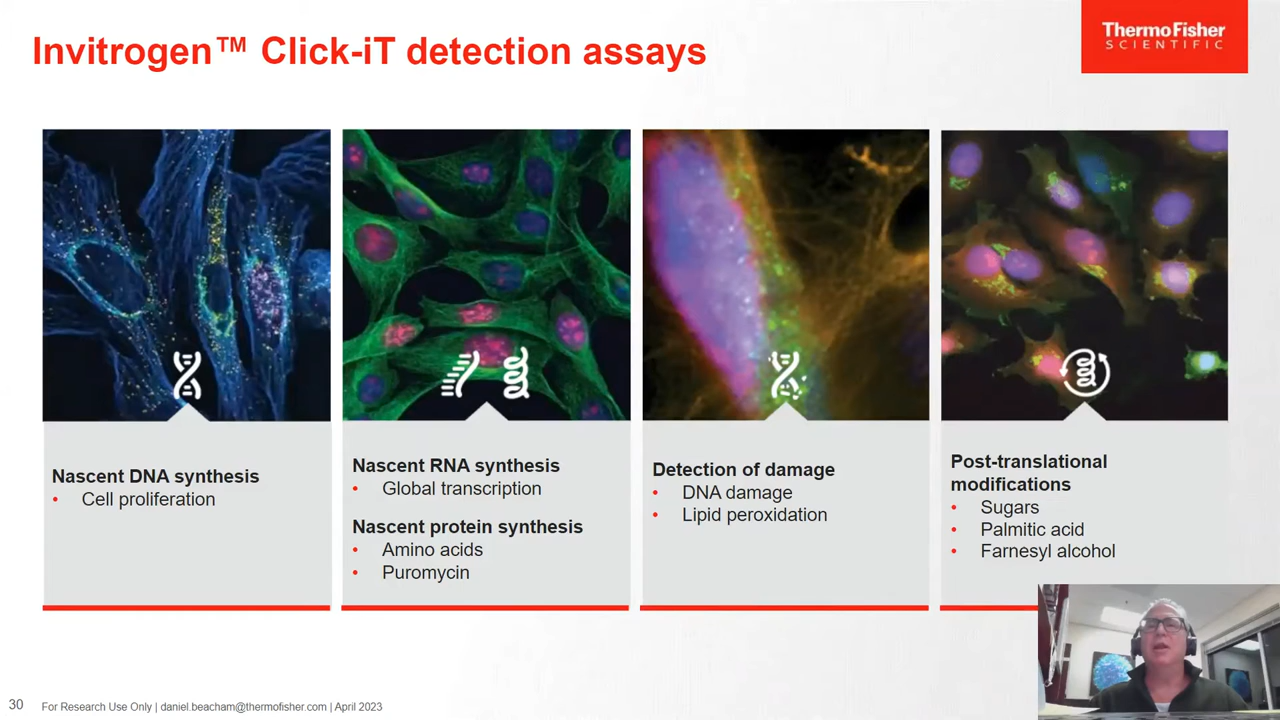 Invitrogen™ Click-iT detection assays
ThermoFisher
SCIENTIFIC
Nascent DNA synthesis
• Cell proliferation
Nascent RNA synthesis
• Global transcription
Nascent protein synthesis
• Amino acids
• Puromycin
Detection of damage
• DNA damage
• Lipid peroxidation
Post-translational
modifications
• Sugars
• Palmitic acid
• Farnesyl alcohol
30 For Research Use Only | daniel.beacham@thermofisher.com | April 2023